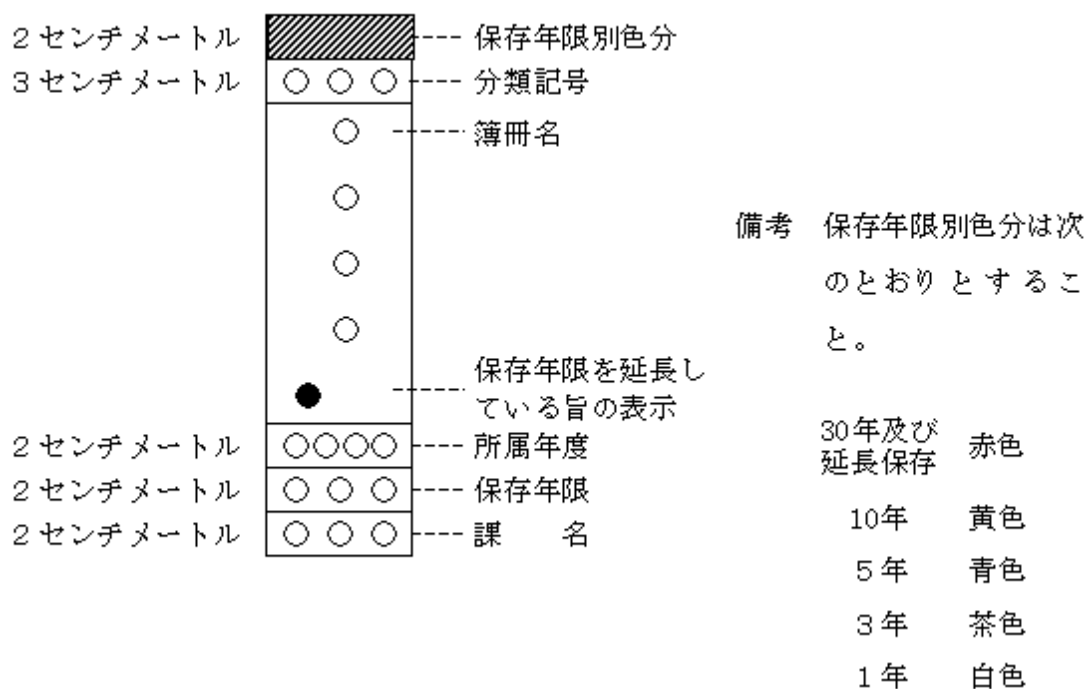 2センチメートル 保存年限別色分
3センチメートル ○ ○ ○ 分類記号
○ 簿冊名
○
○
○
● 保存年限を延長し
ている旨の表示
2センチメートル ○○○○ 所属年度
2センチメートル ○ ○ ○ 保存年限
2センチメートル ○ ○ ○ 課 名
備考 保存年限別色分は次
のとおりとするこ
と。
30年及び
延長保存 赤色
10年 黄色
5年 青色
3年 茶色
1年 白色